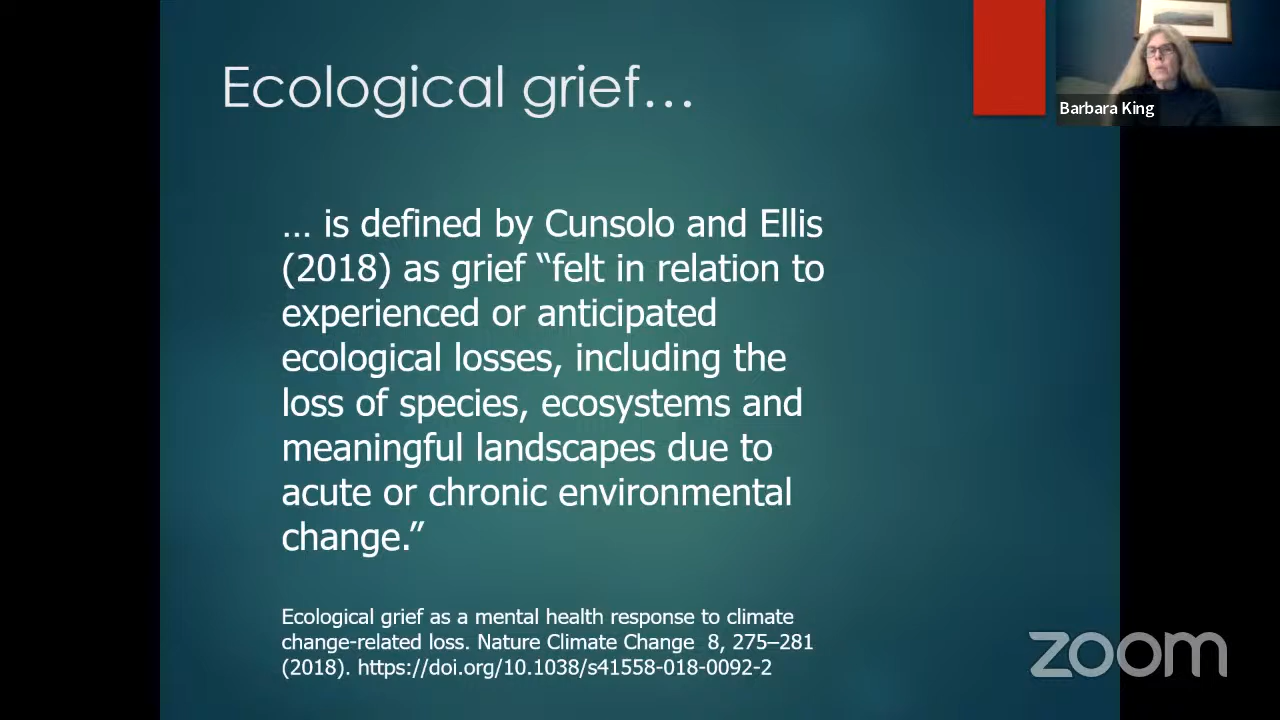 Ecological grief…
Barbara King
… is defined by Cunsolo and Ellis
(2018) as grief “felt in relation to
experienced or anticipated
ecological losses, including the
loss of species, ecosystems and
meaningful landscapes due to
acute or chronic environmental
change.”
Ecological grief as a mental health response to climate
change-related loss. Nature Climate Change 8, 275–281
(2018). https://doi.org/10.1038/s41558-018-0092-2
zoom